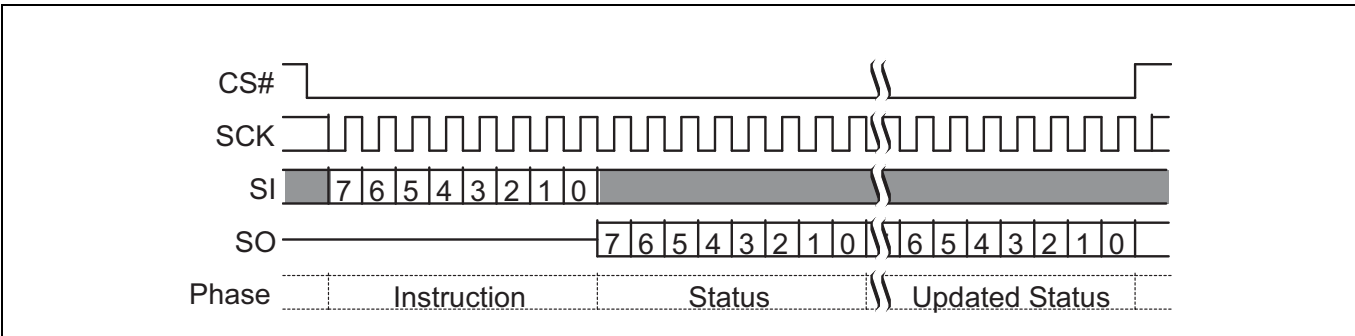 CS#
SCK
SI 7 6 5 4 3 2 1 0
SO 7 6 5 4 3 2 1 0 6 5 4 3 2 1 0
Phase Instruction Status Updated Status